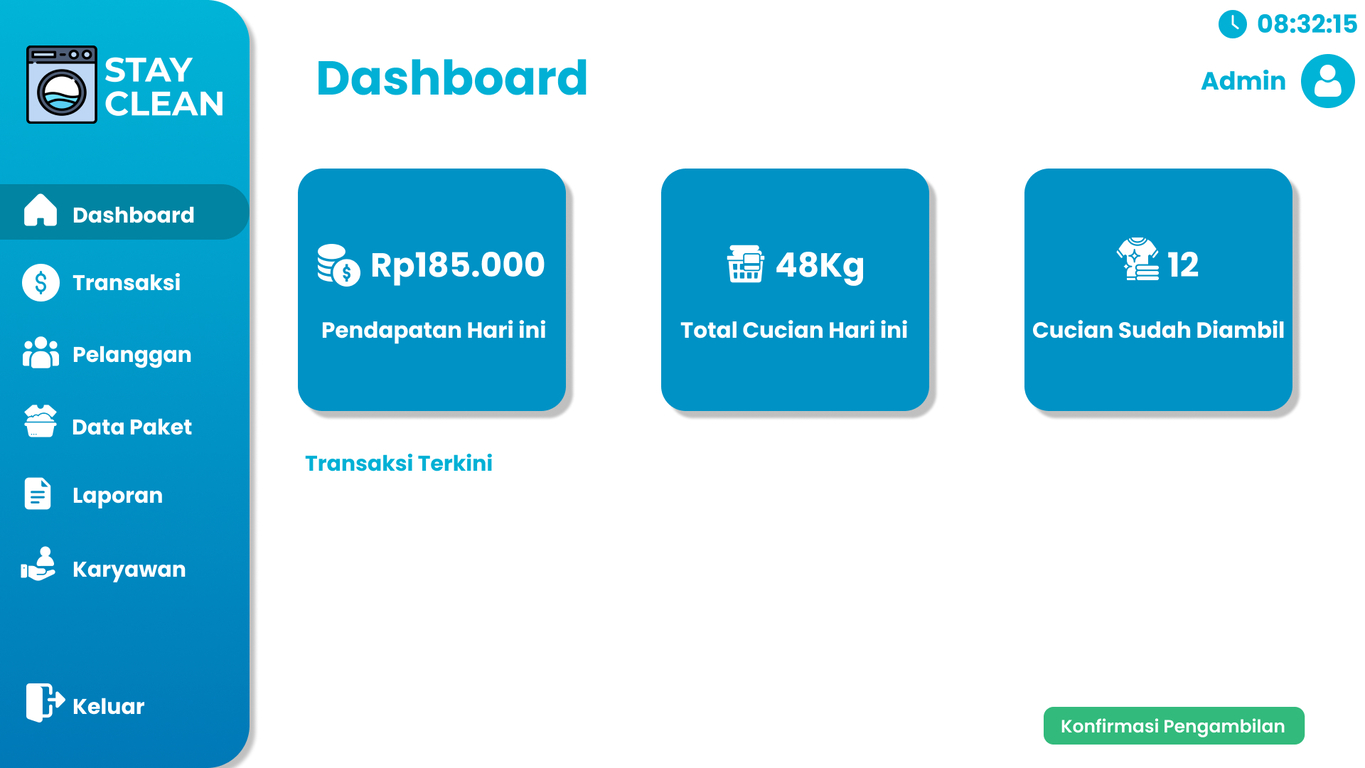 08:32:15
STAY
CLEAN
Dashboard
Admin
Dashboard
Transaksi
Pelanggan
Data Paket
Laporan
Karyawan
Keluar
Rp185.000
Pendapatan Hari ini
48Kg
Total Cucian Hari ini
12
Cucian Sudah Diambil
Transaksi Terkini
Konfirmasi Pengambilan